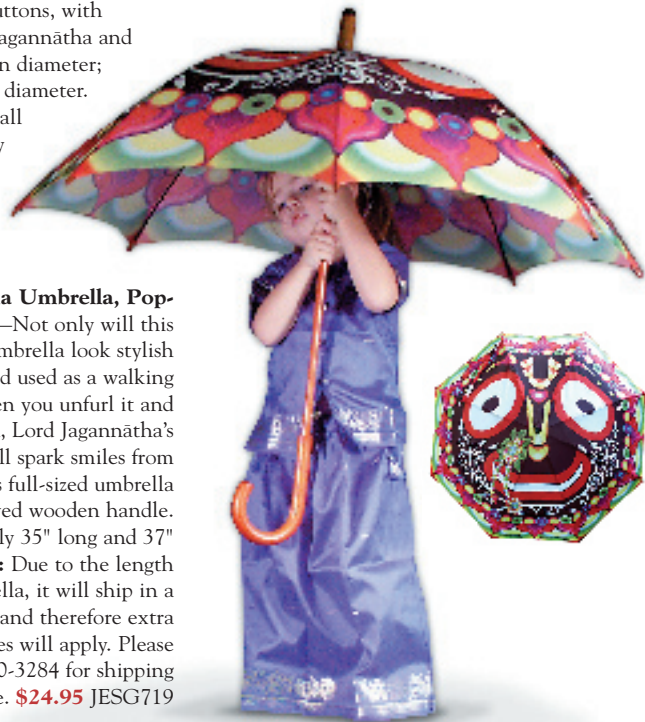 uttons, with
agannātha and
n diameter;
diameter.
all
y
a Umbrella, Pop-
—Not only will this
mbrella look stylish
d used as a walking
en you unfurl it and
, Lord Jagannātha's
ll spark smiles from
s full-sized umbrella
ved wooden handle.
ly 35" long and 37"
: Due to the length
ella, it will ship in a
and therefore extra
es will apply. Please
0-3284 for shipping
e. $24.95 JESG719